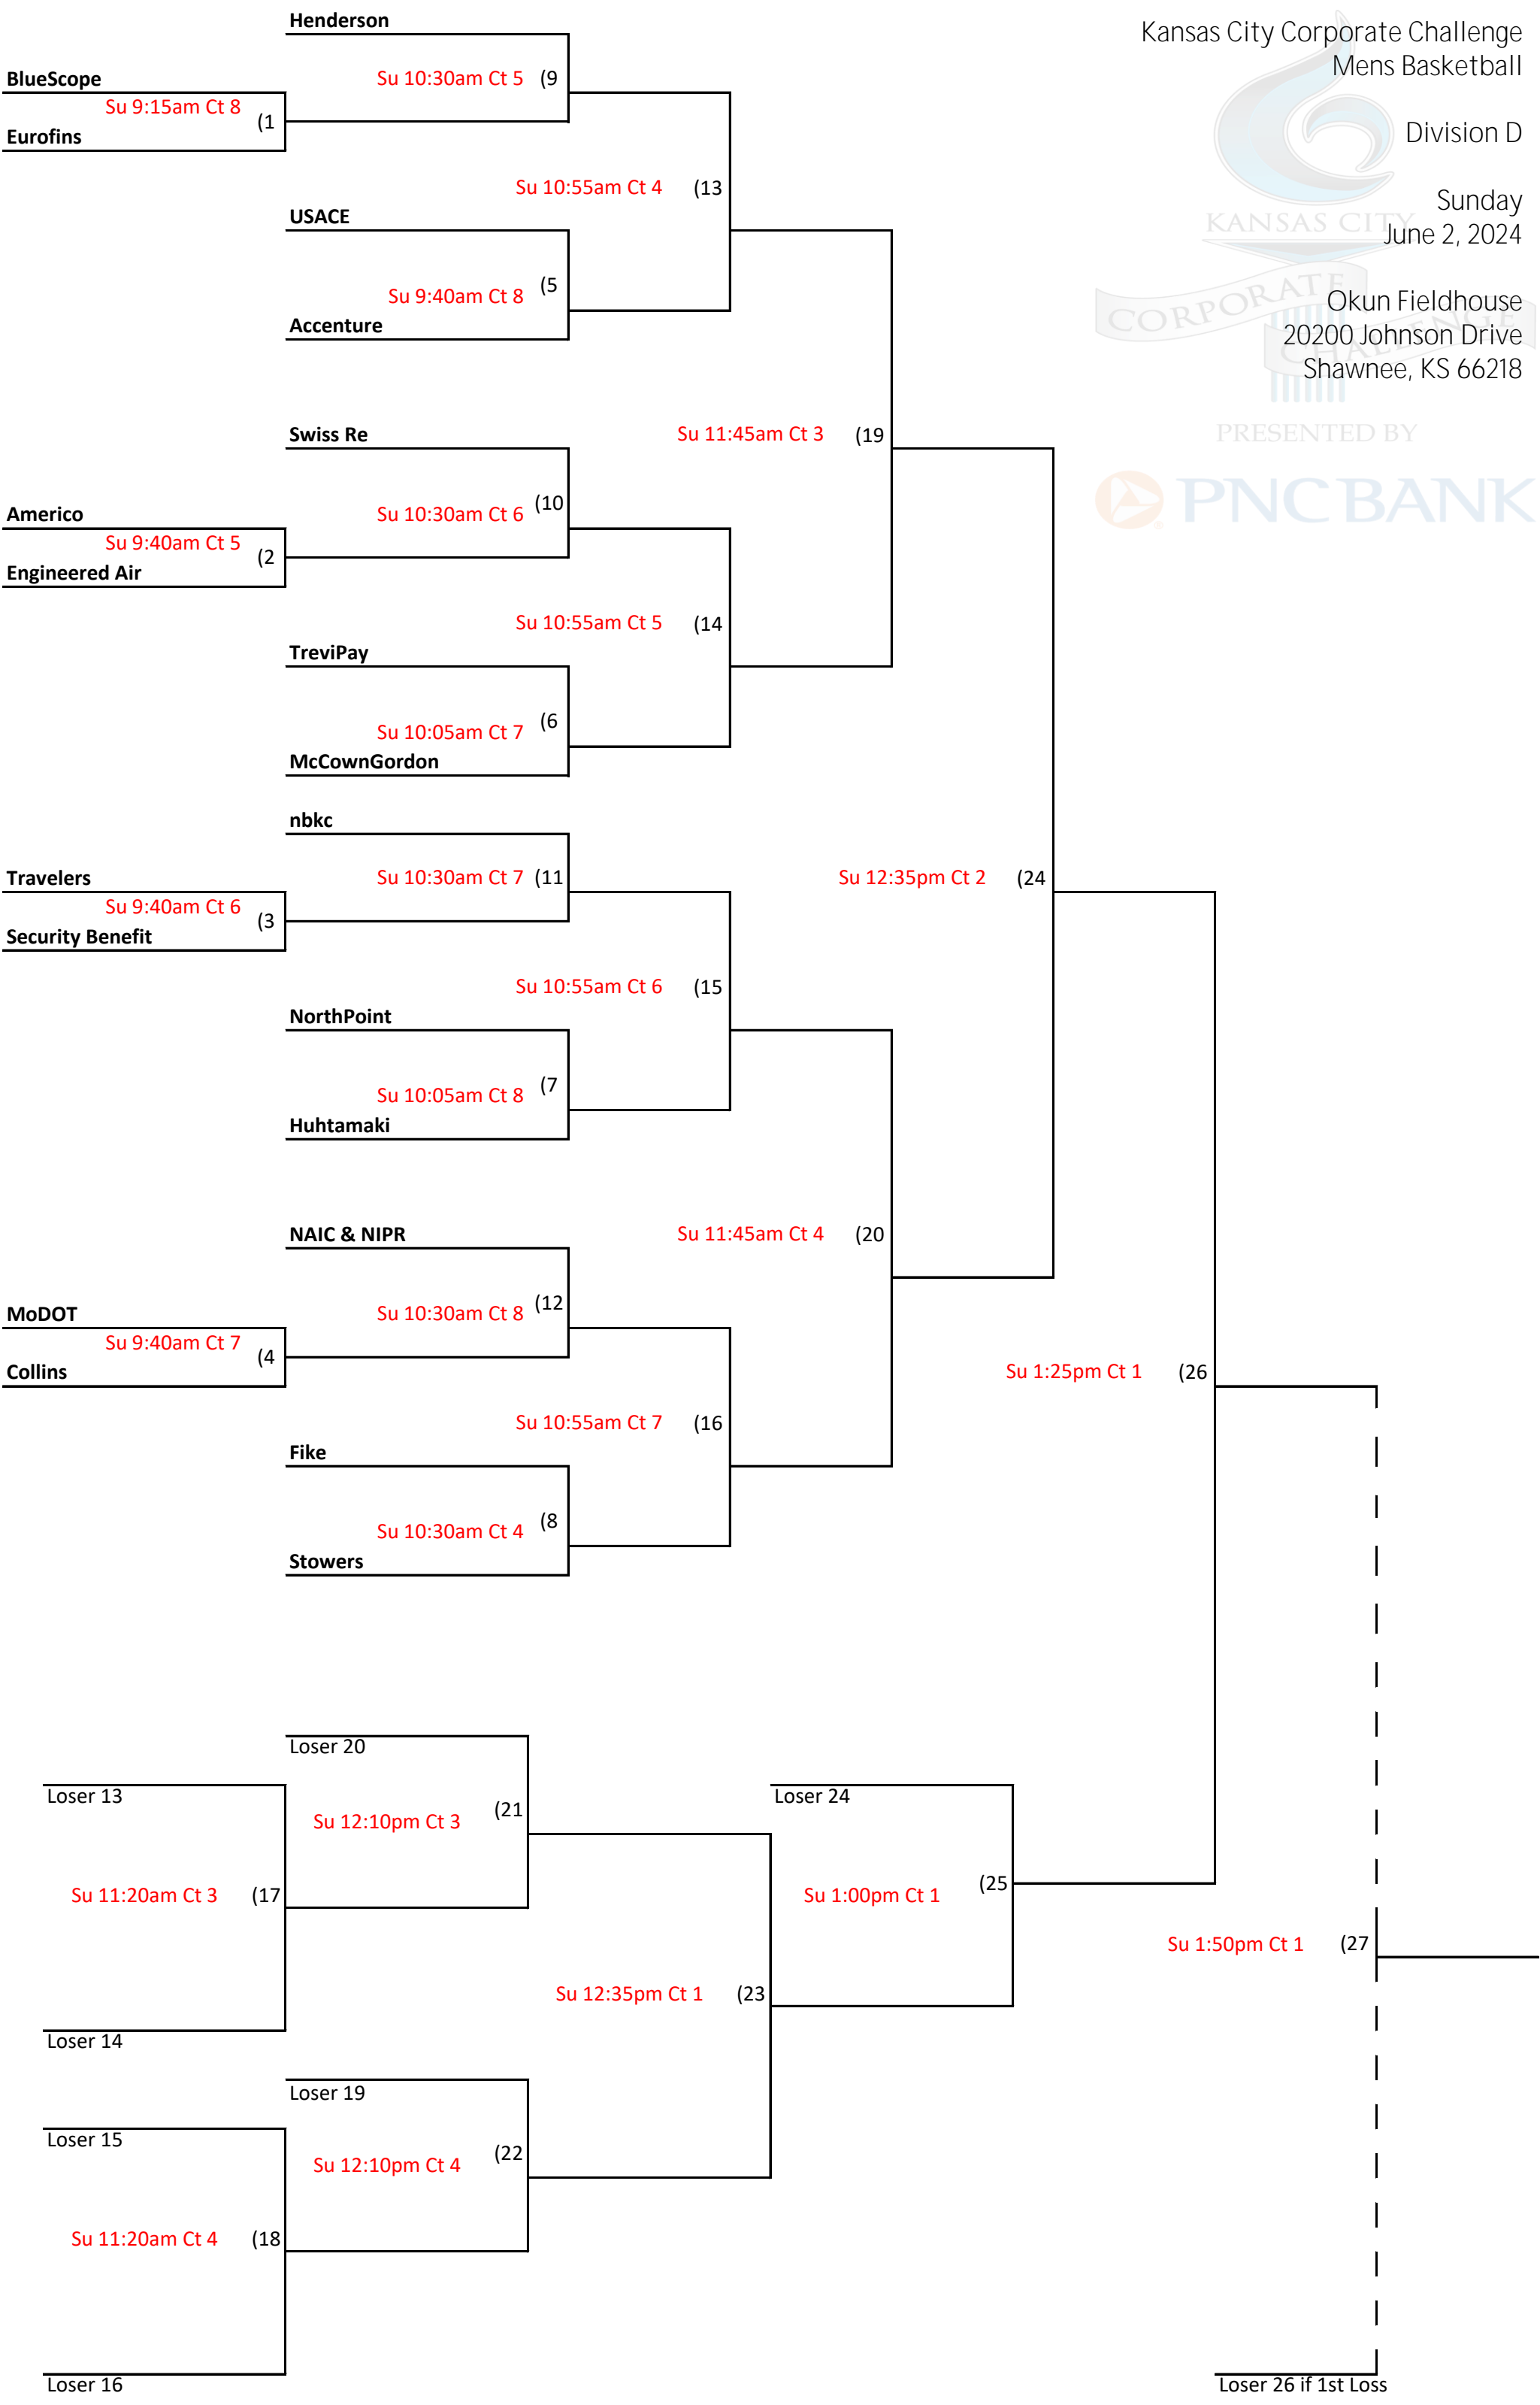 Kansas City Corporate Challenge
Mens Basketball
Division D
Sunday
June 2, 2024
Okun Fieldhouse
20200 Johnson Drive
Shawnee, KS 66218
KANSAS CITY
CORPORATE
CHALLENGE
PRESENTED BY
PNC BANK
Henderson
BlueScope
Su 10:30am Ct 5 (9
Su 9:15am Ct 8 (1
Eurofins
Su 10:55am Ct 4 (13
USACE
Su 9:40am Ct 8 (5
Accenture
Swiss Re
Su 11:45am Ct 3 (19
Americo
Su 10:30am Ct 6 (10
Su 9:40am Ct 5 (2
Engineered Air
Su 10:55am Ct 5 (14
TreviPay
Su 10:05am Ct 7 (6
McCownGordon
nbkc
Travelers
Su 10:30am Ct 7 (11
Su 12:35pm Ct 2 (24
Su 9:40am Ct 6 (3
Security Benefit
Su 10:55am Ct 6 (15
NorthPoint
Su 10:05am Ct 8 (7
Huhtamaki
NAIC & NIPR
Su 11:45am Ct 4 (20
MoDOT
Su 10:30am Ct 8 (12
Su 9:40am Ct 7 (4
Collins
Su 1:25pm Ct 1 (26
Su 10:55am Ct 7 (16
Fike
Su 10:30am Ct 4 (8
Stowers
Loser 20
Loser 13
Loser 24
Su 12:10pm Ct 3 (21
Su 11:20am Ct 3 (17
Su 1:00pm Ct 1 (25
Su 1:50pm Ct 1 (27
Su 12:35pm Ct 1 (23
Loser 14
Loser 19
Loser 15
Su 12:10pm Ct 4 (22
Su 11:20am Ct 4 (18
Loser 16
Loser 26 if 1st Loss